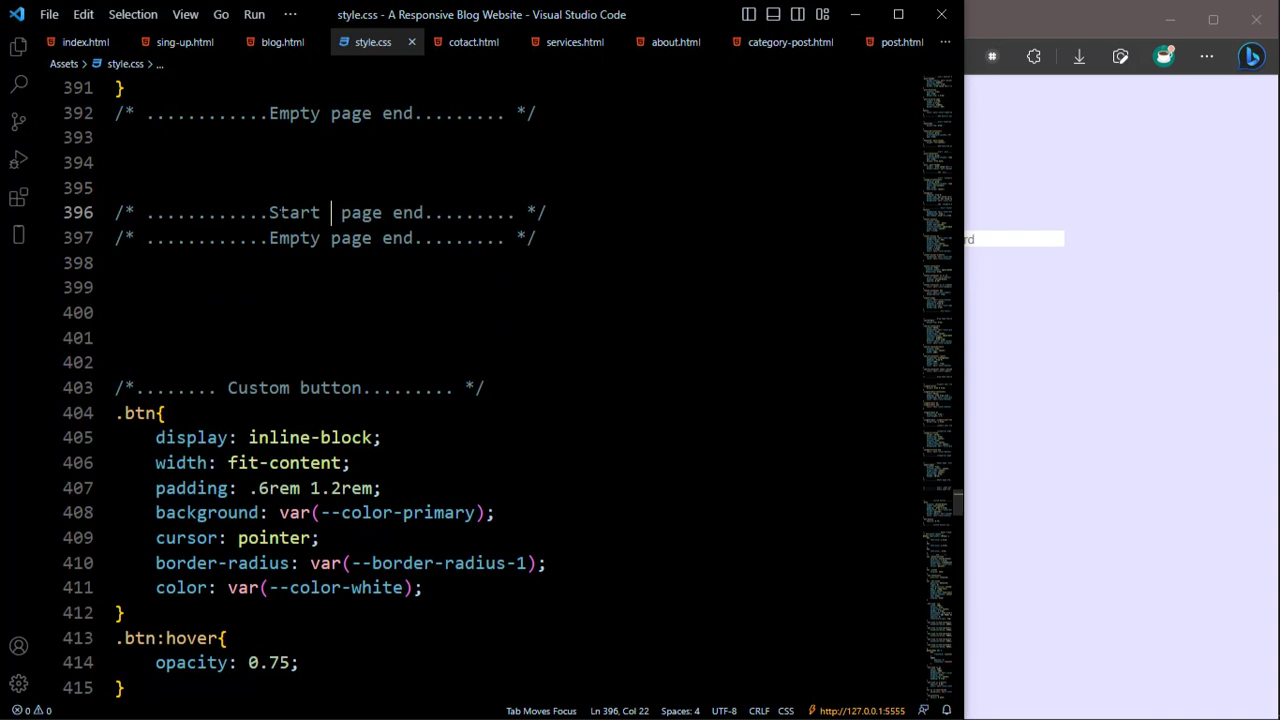 File Edit Selection View Go Run ··· style.css - A Responsive Blog Website - Visual Studio Code
index.html sing-up.html blog.html style.css cotact.html services.html about.html category-post.html post.html ···
Assets > style.css > ...
391 }
392 /* ............Empty page end......... */
393
394
395
396 /* ............Start  page end.......... */
397 /* ............Empty page end......... */
398
399
400
401
402
403 /*........ Custom button......... */
404 .btn{
405 display: inline-block;
406 width: fit-content;
407 padding: .6rem 1.2rem;
408 background: var(--color-primary);
409 cursor: pointer;
410 border-radius: var(--border-radius-1);
411 color: var(--color-white);
412 }
413 .btn:hover{
414 opacity: 0.75;
415 }
rd
0 0 Tab Moves Focus Ln 396, Col 22 Spaces: 4 UTF-8 CRLF CSS http://127.0.0.1:5555